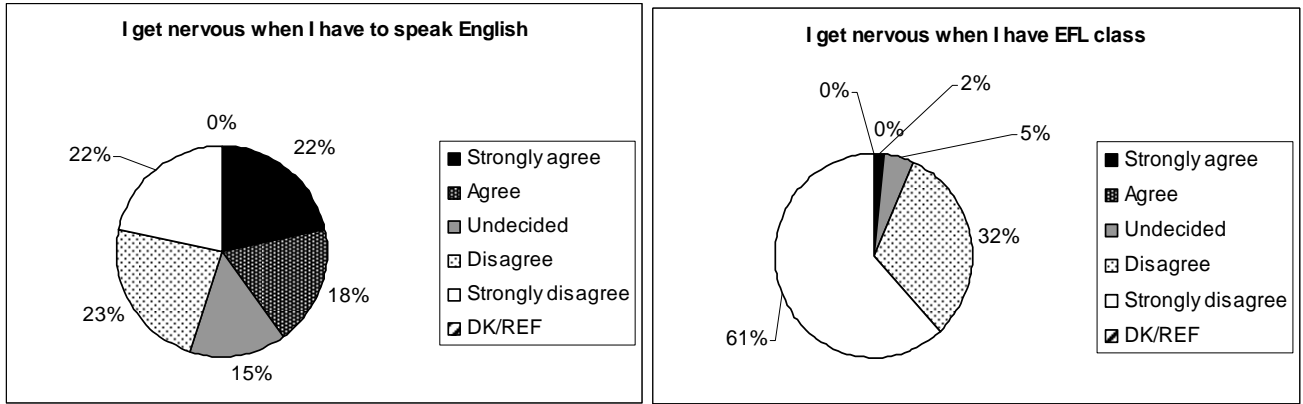 I get nervous when I have to speak English
0%
22%
22%
18%
23%
15%
Strongly agree
Agree
Undecided
Disagree
Strongly disagree
DK/REF
I get nervous when I have EFL class
0%
2%
0%
5%
32%
61%
Strongly agree
Agree
Undecided
Disagree
Strongly disagree
DK/REF